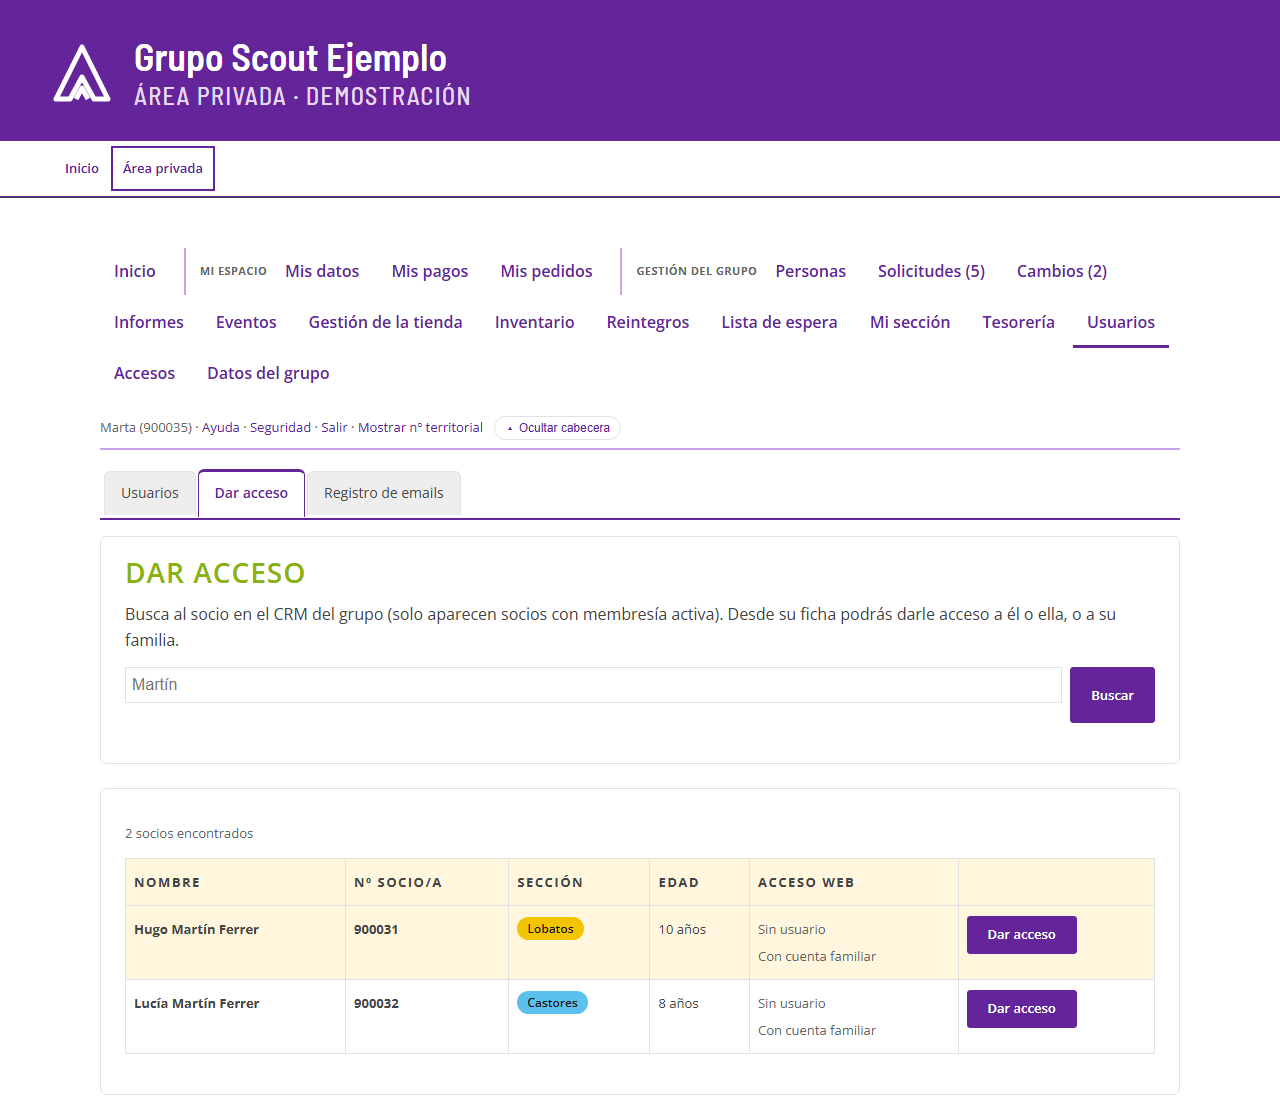 Grupo Scout Ejemplo
ÁREA PRIVADA · DEMOSTRACIÓN
Inicio Área privada
Inicio MI ESPACIO Mis datos Mis pagos Mis pedidos GESTIÓN DEL GRUPO Personas Solicitudes (5) Cambios (2)
Informes Eventos Gestión de la tienda Inventario Reintegros Lista de espera Mi sección Tesorería Usuarios
Accesos Datos del grupo
Marta (900035) · Ayuda · Seguridad · Salir · Mostrar nº territorial ▲ Ocultar cabecera
Usuarios Dar acceso Registro de emails
DAR ACCESO
Busca al socio en el CRM del grupo (solo aparecen socios con membresía activa). Desde su ficha podrás darle acceso a él o ella, o a su
familia.
Martín Buscar
2 socios encontrados
NOMBRE Nº SOCIO/A SECCIÓN EDAD ACCESO WEB
Hugo Martín Ferrer 900031 Lobatos 10 años Sin usuario Dar acceso
Con cuenta familiar
Lucía Martín Ferrer 900032 Castores 8 años Sin usuario Dar acceso
Con cuenta familiar